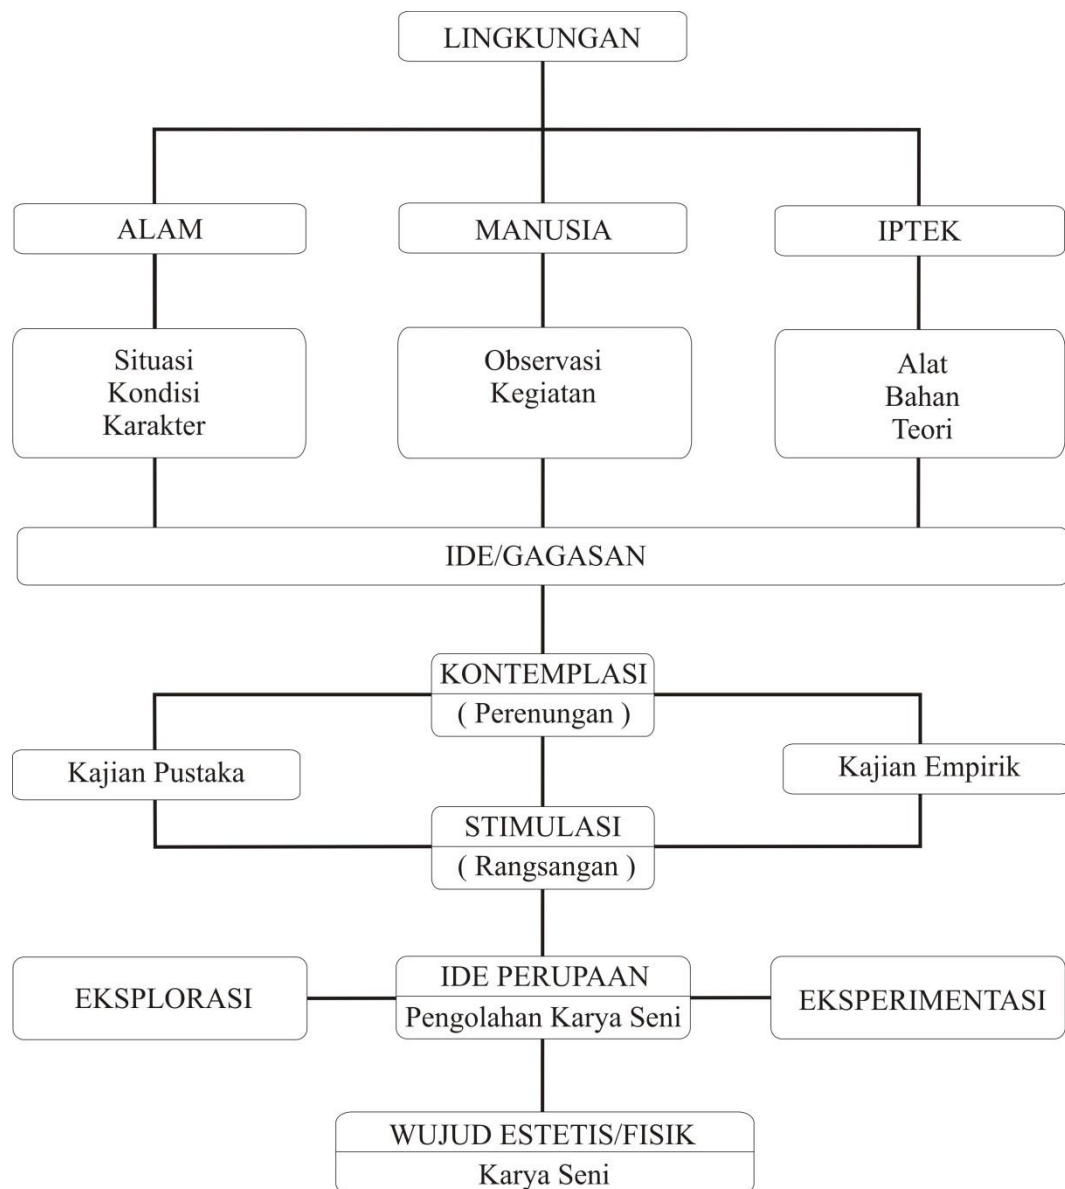 LINGKUNGAN
ALAM
MANUSIA
IPTEK
Situasi
Kondisi
Karakter
Observasi
Kegiatan
Alat
Bahan
Teori
IDE/GAGASAN
KONTEMPLASI
( Perenungan )
Kajian Pustaka
Kajian Empirik
STIMULASI
( Rangsangan )
EKSPLORASI
IDE PERUPAAN
Pengolahan Karya Seni
EKSPERIMENTASI
WUJUD ESTETIS/FISIK
Karya Seni